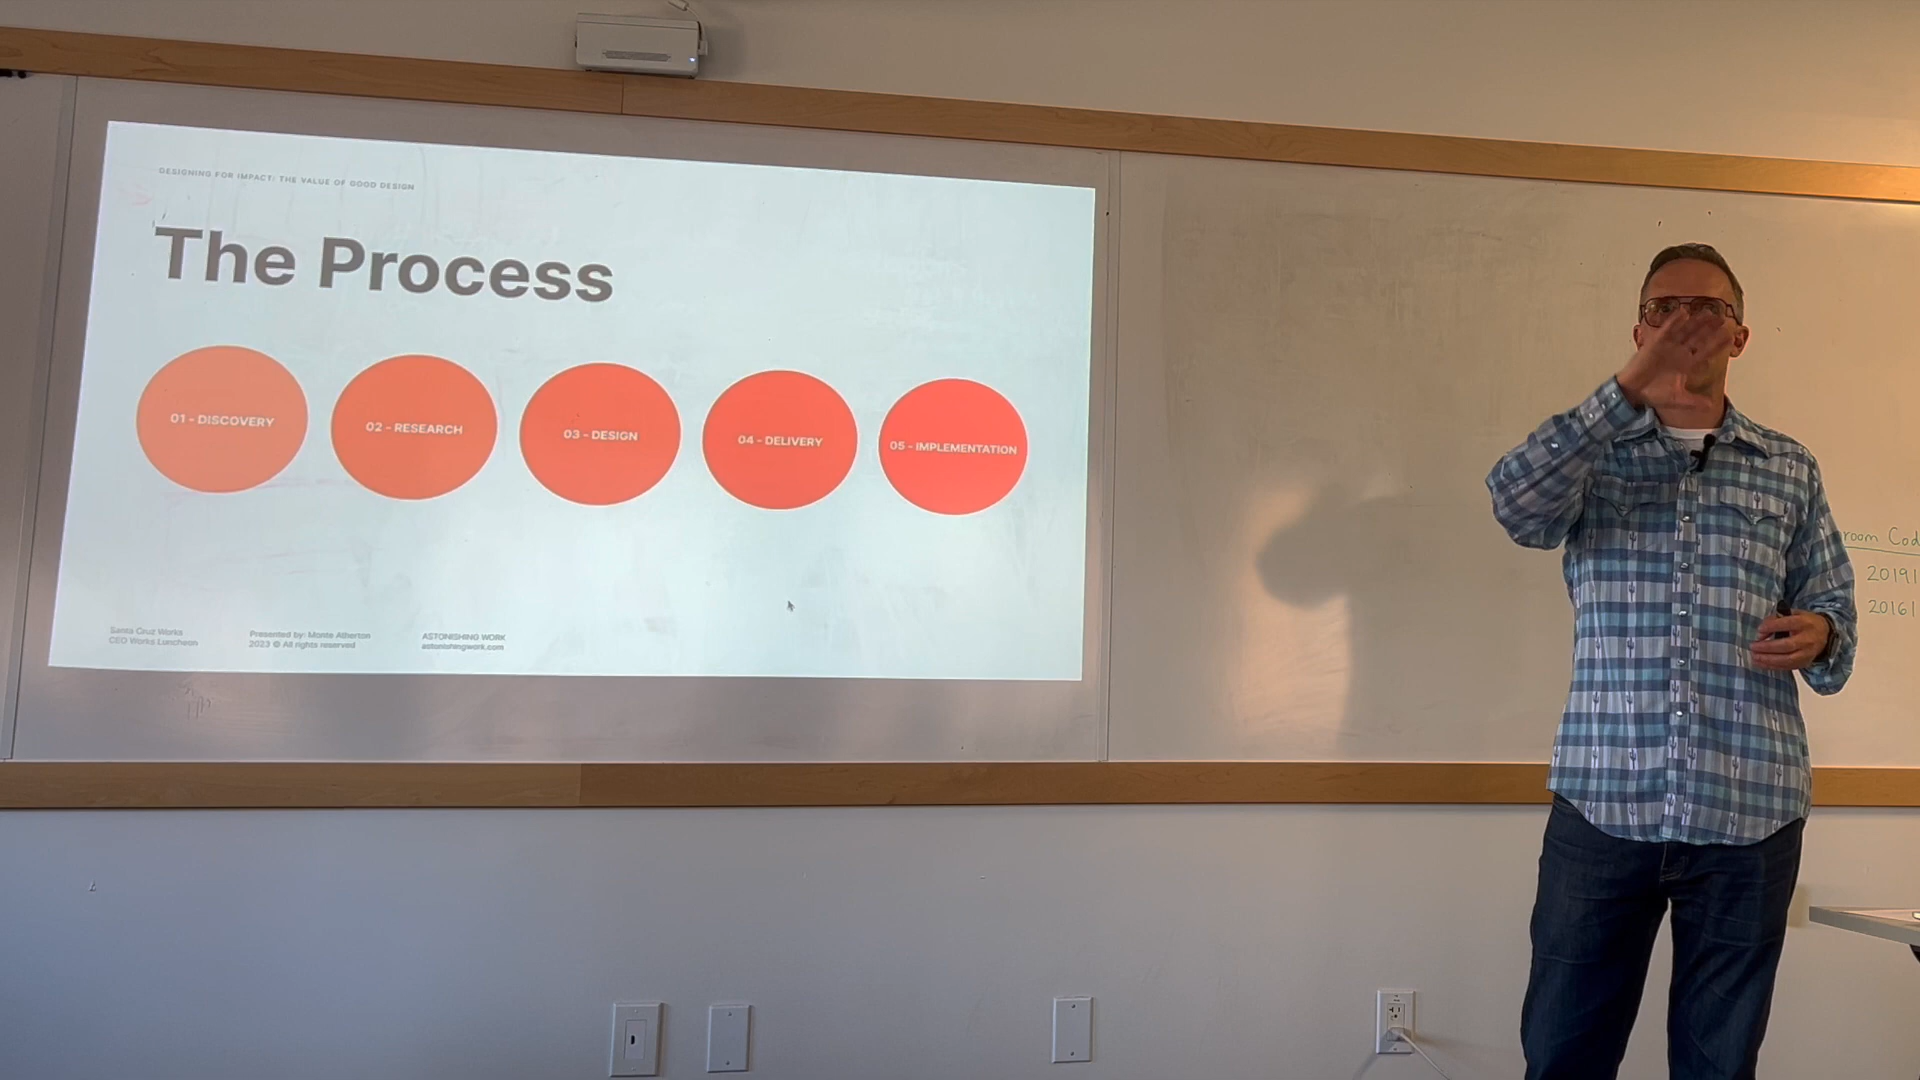 DESIGNING FOR IMPACT: THE VALUE OF GOOD DESIGN
The Process
01 - DISCOVERY
02 - RESEARCH
03 - DESIGN
04 - DELIVERY
05 - IMPLEMENTATION
Santa Cruz Works
CEO Works Luncheon
Presented by: Monte Atherton
2023 © All rights reserved
ASTONISHING WORK
astonishingwork.com
room Cod
20191
20161